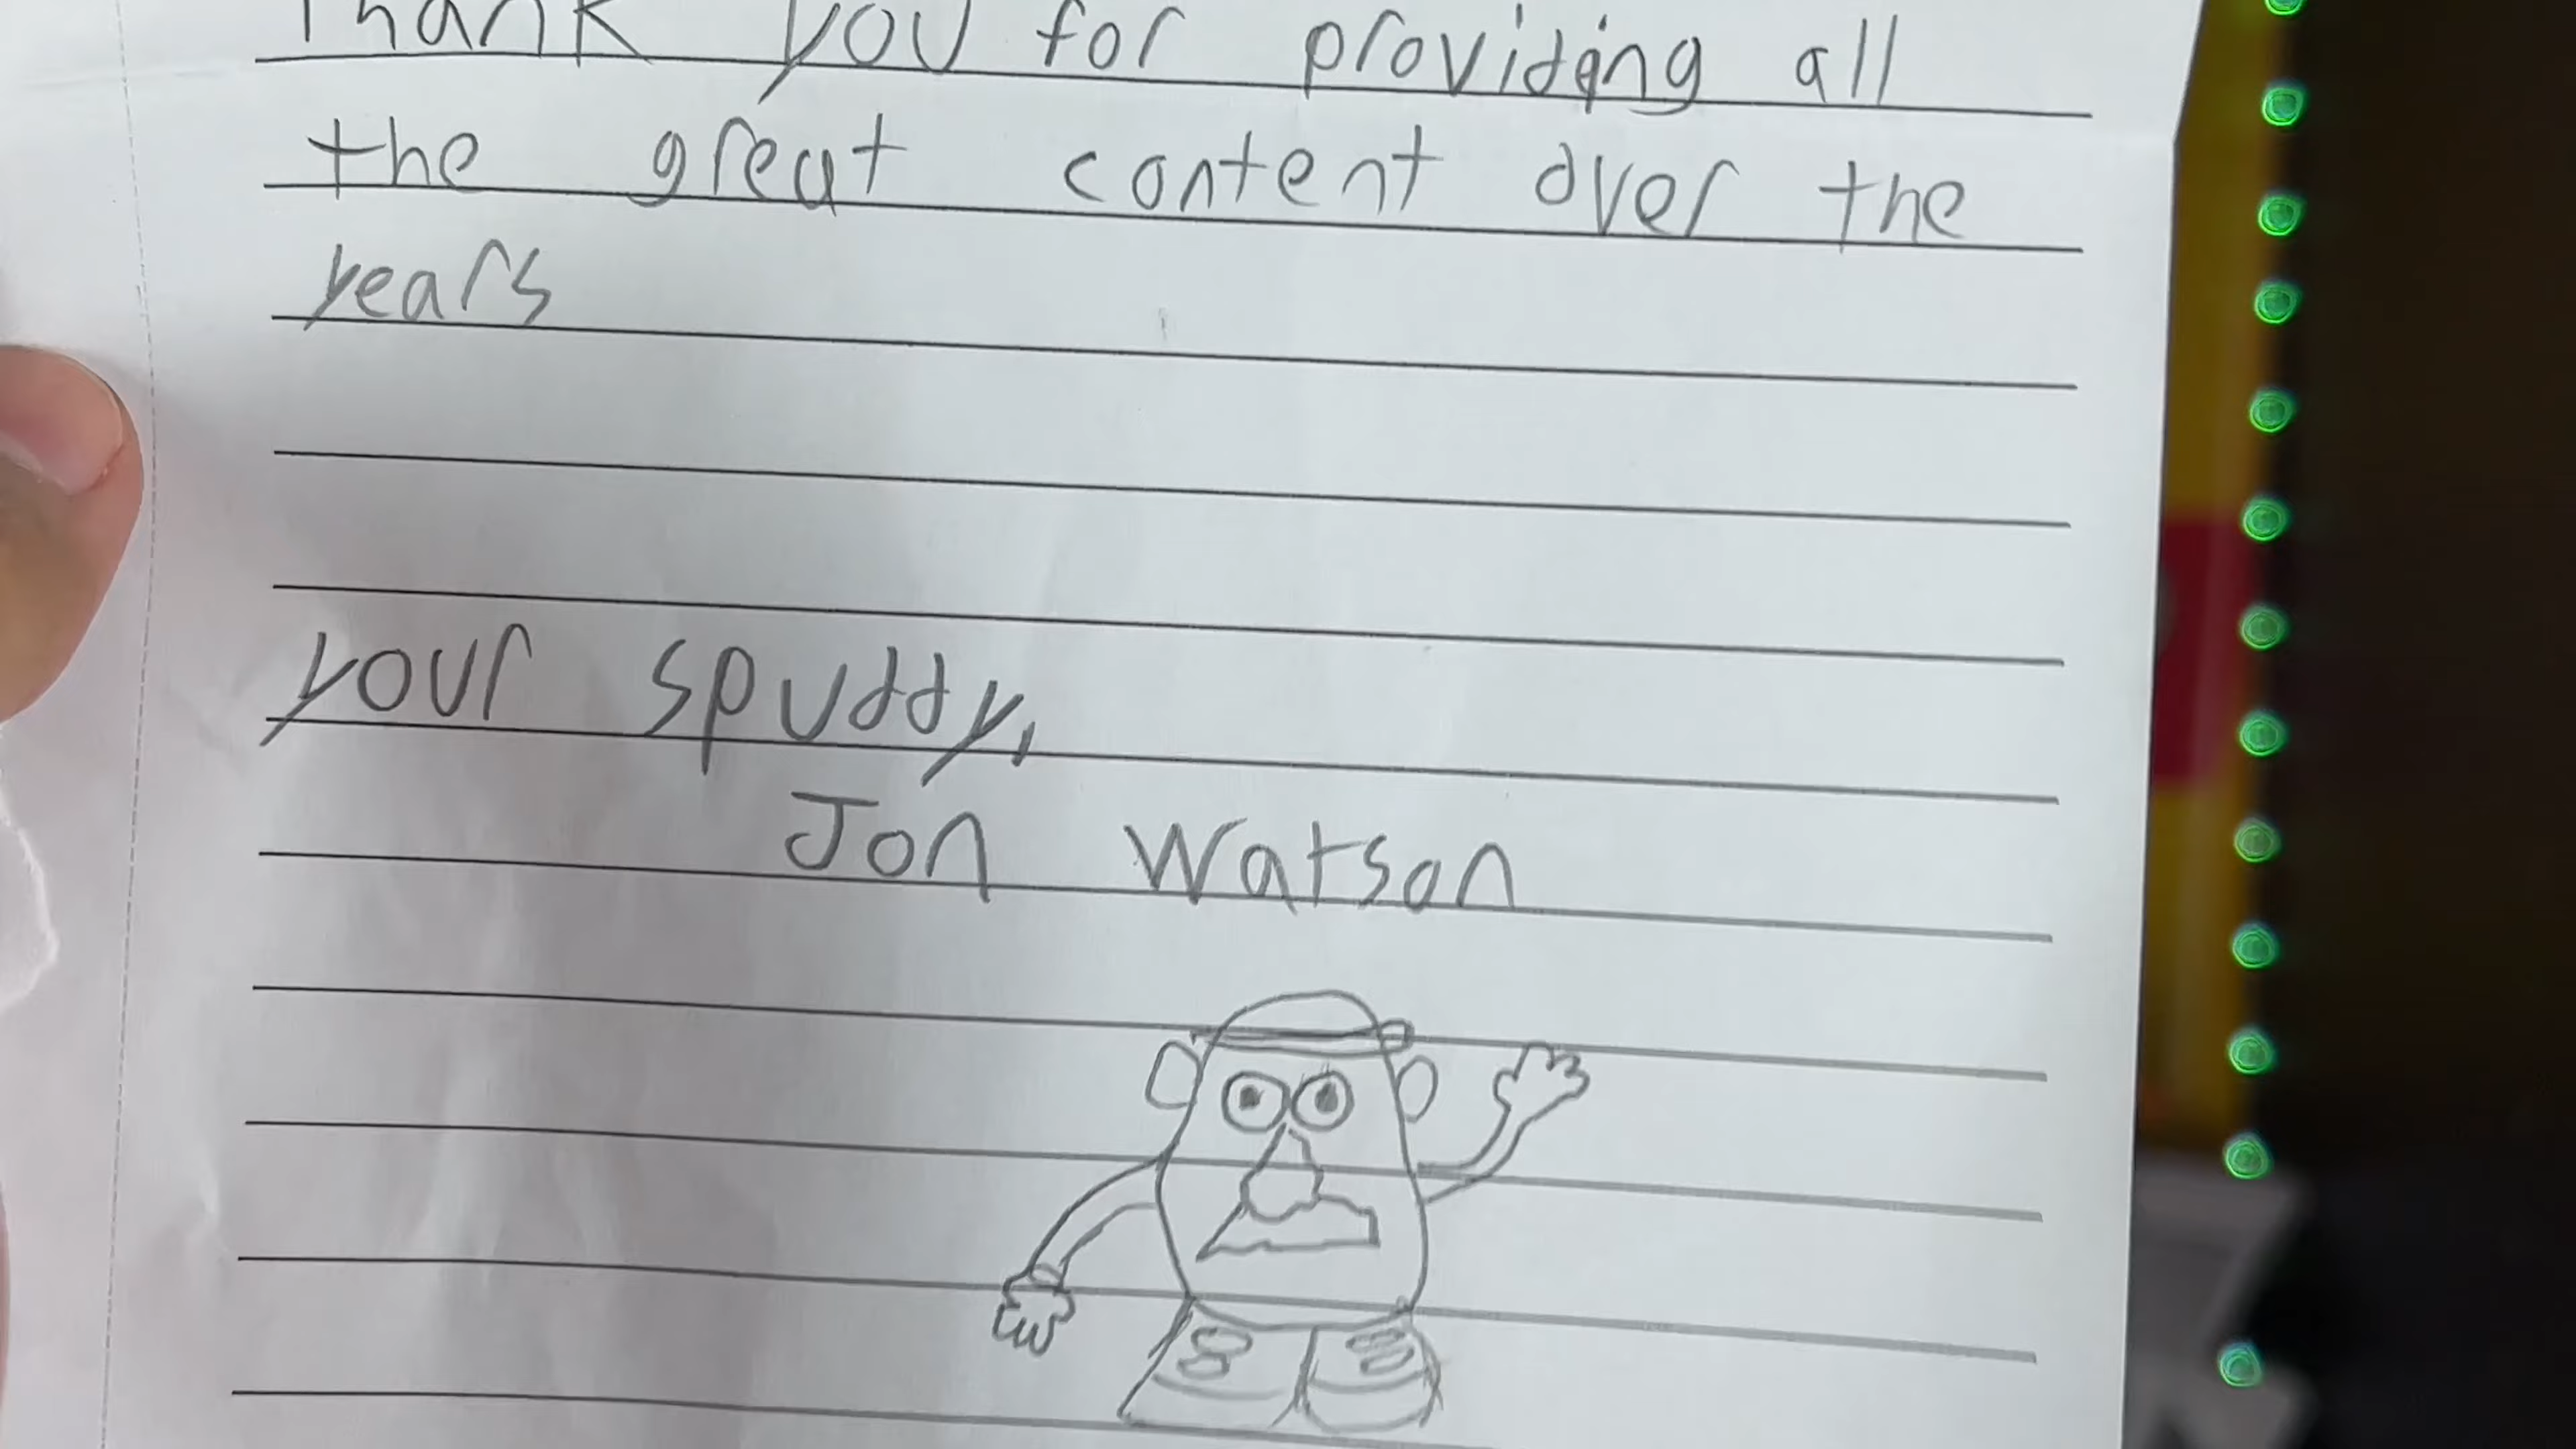 Thank you for providing all
the great content over the
years
your spuddy,
Jon Watson